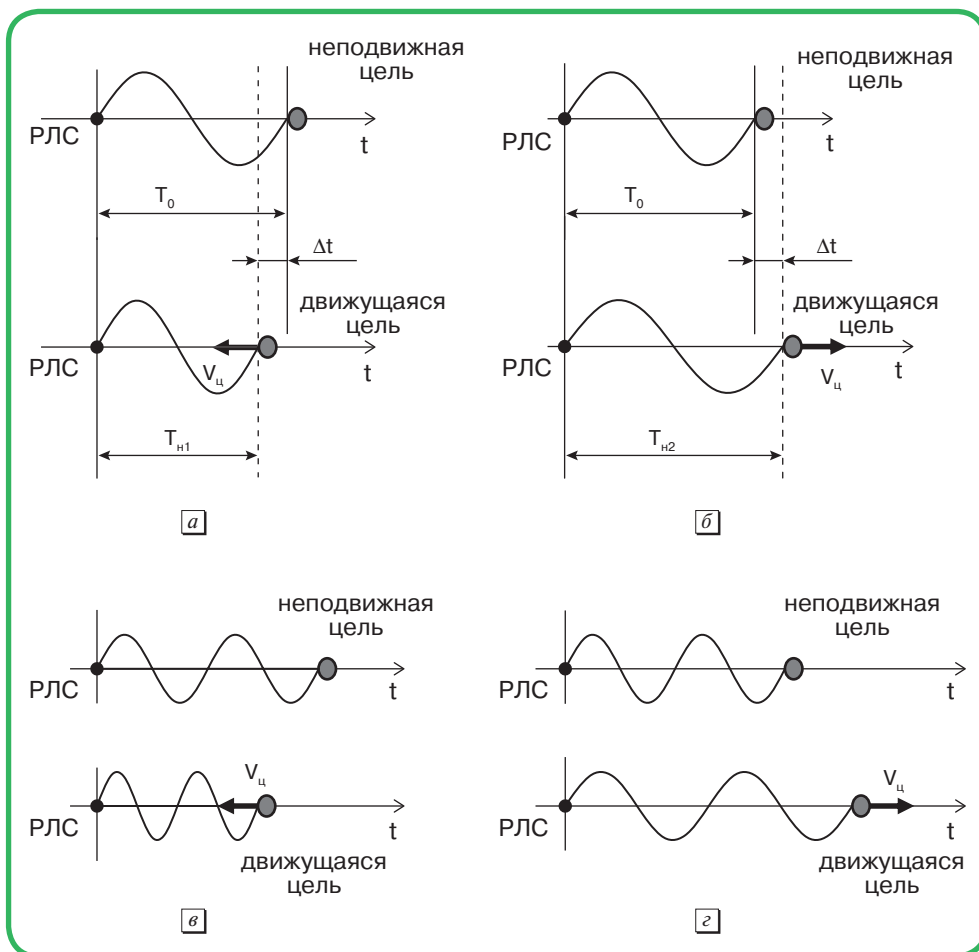 неподвижная
цель
РЛС
t
T₀
Δt
движущаяся
цель
РЛС
Vц
t
Tн1
а
неподвижная
цель
РЛС
t
T₀
Δt
движущаяся
цель
РЛС
Vц
t
Tн2
б
неподвижная
цель
РЛС
t
Vц
РЛС
t
движущаяся
цель
в
неподвижная
цель
РЛС
t
Vц
РЛС
t
движущаяся
цель
г